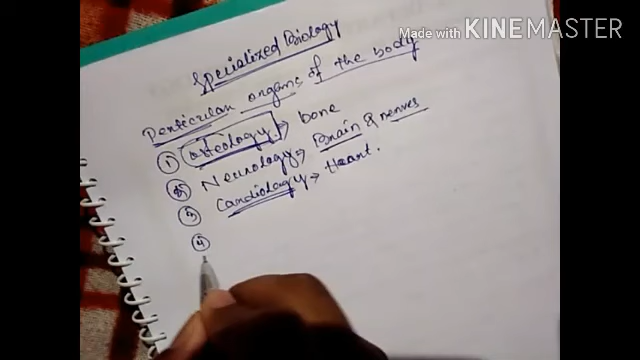 Made with KINEMASTER
Specialized Biology
Penticular organs of the body
① Osteology → bone
② Neurology → Brain & nerves
③ Cardiology → Heart.
④